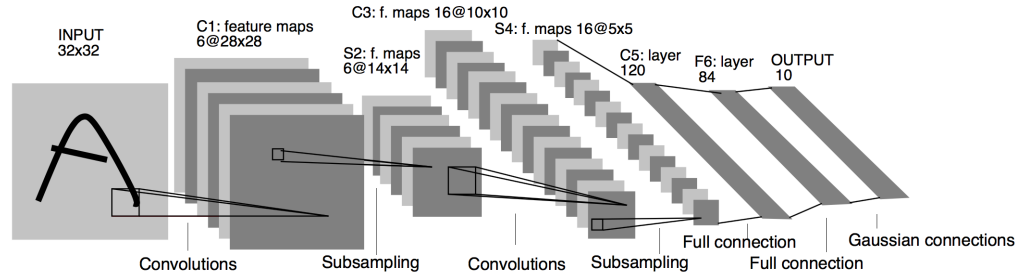 INPUT
32x32
C1: feature maps
6@28x28
S2: f. maps
6@14x14
C3: f. maps 16@10x10
S4: f. maps 16@5x5
C5: layer
120
F6: layer
84
OUTPUT
10
Convolutions
Subsampling
Convolutions
Subsampling
Full connection
Full connection
Gaussian connections
A